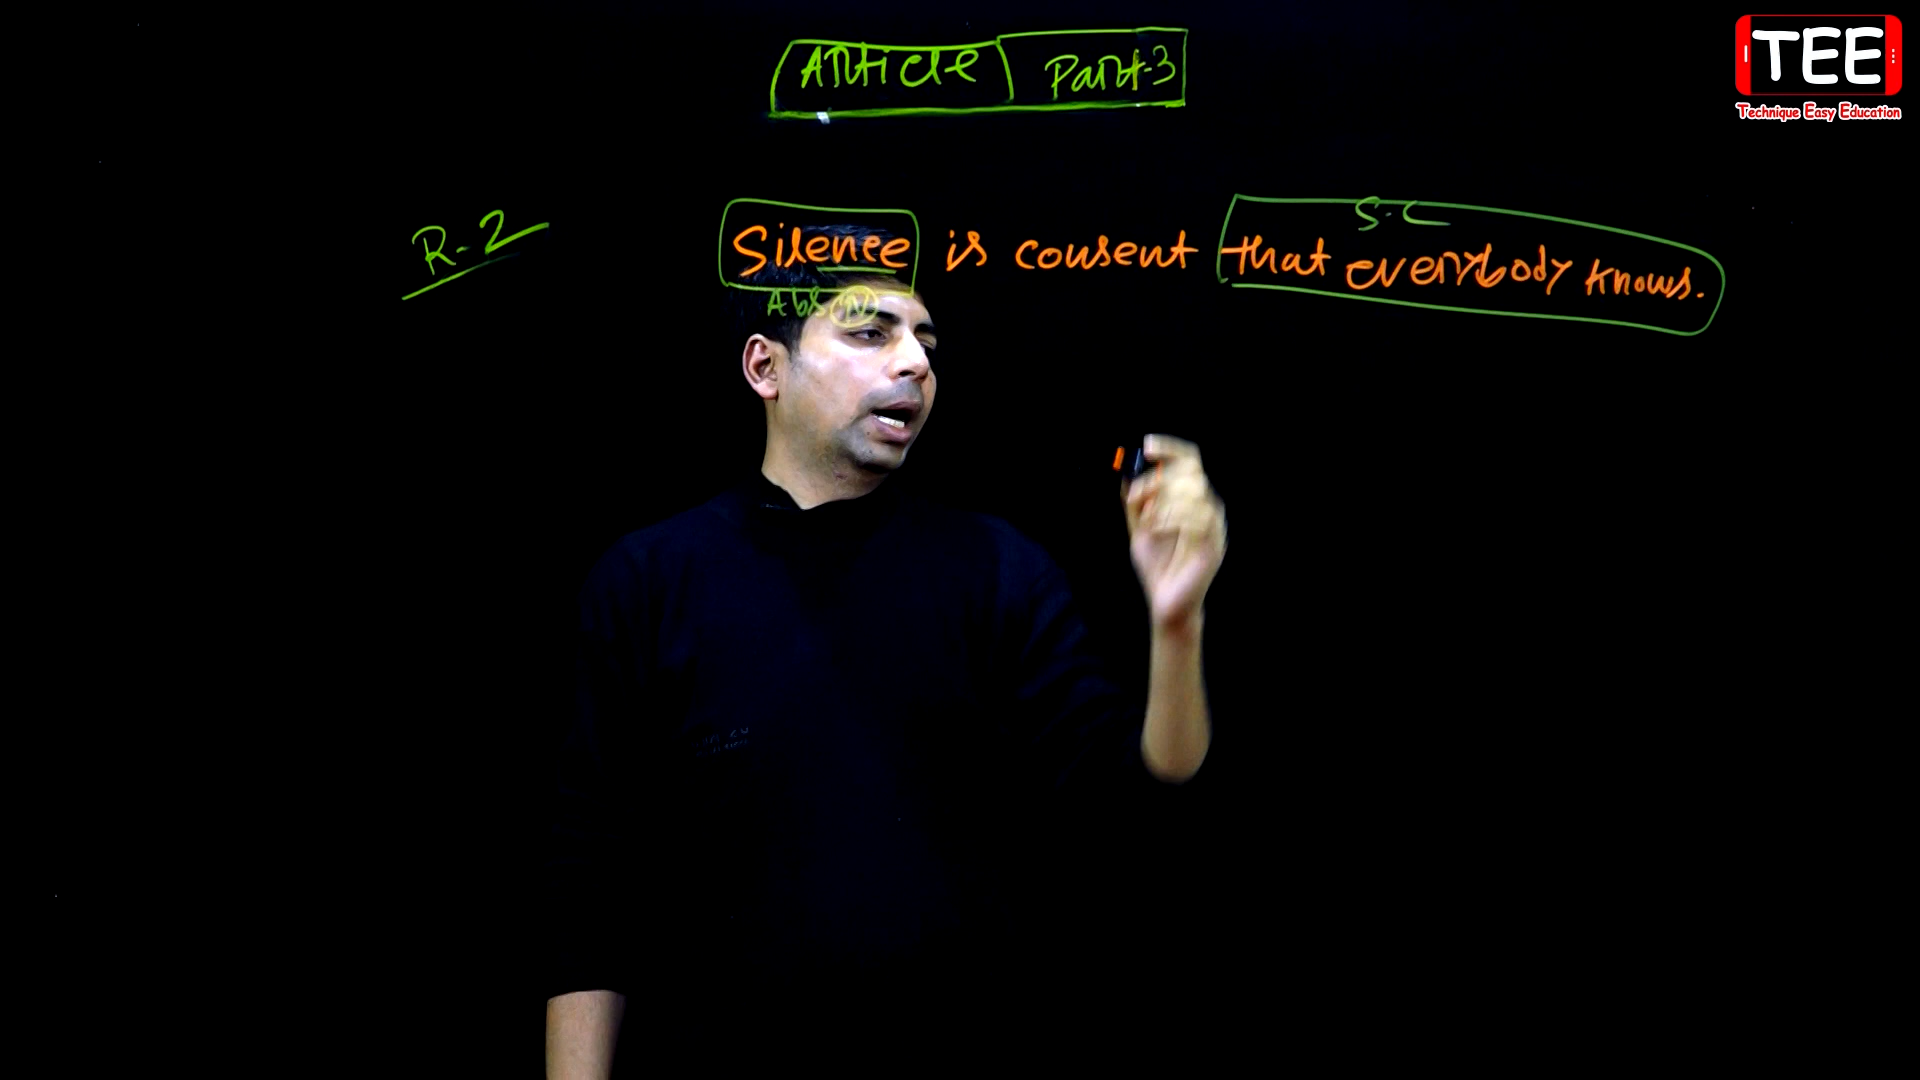 Article Part-3
TEE
Technique Easy Education
R-2
S.C
Silence is consent that everybody knows.
Abs N